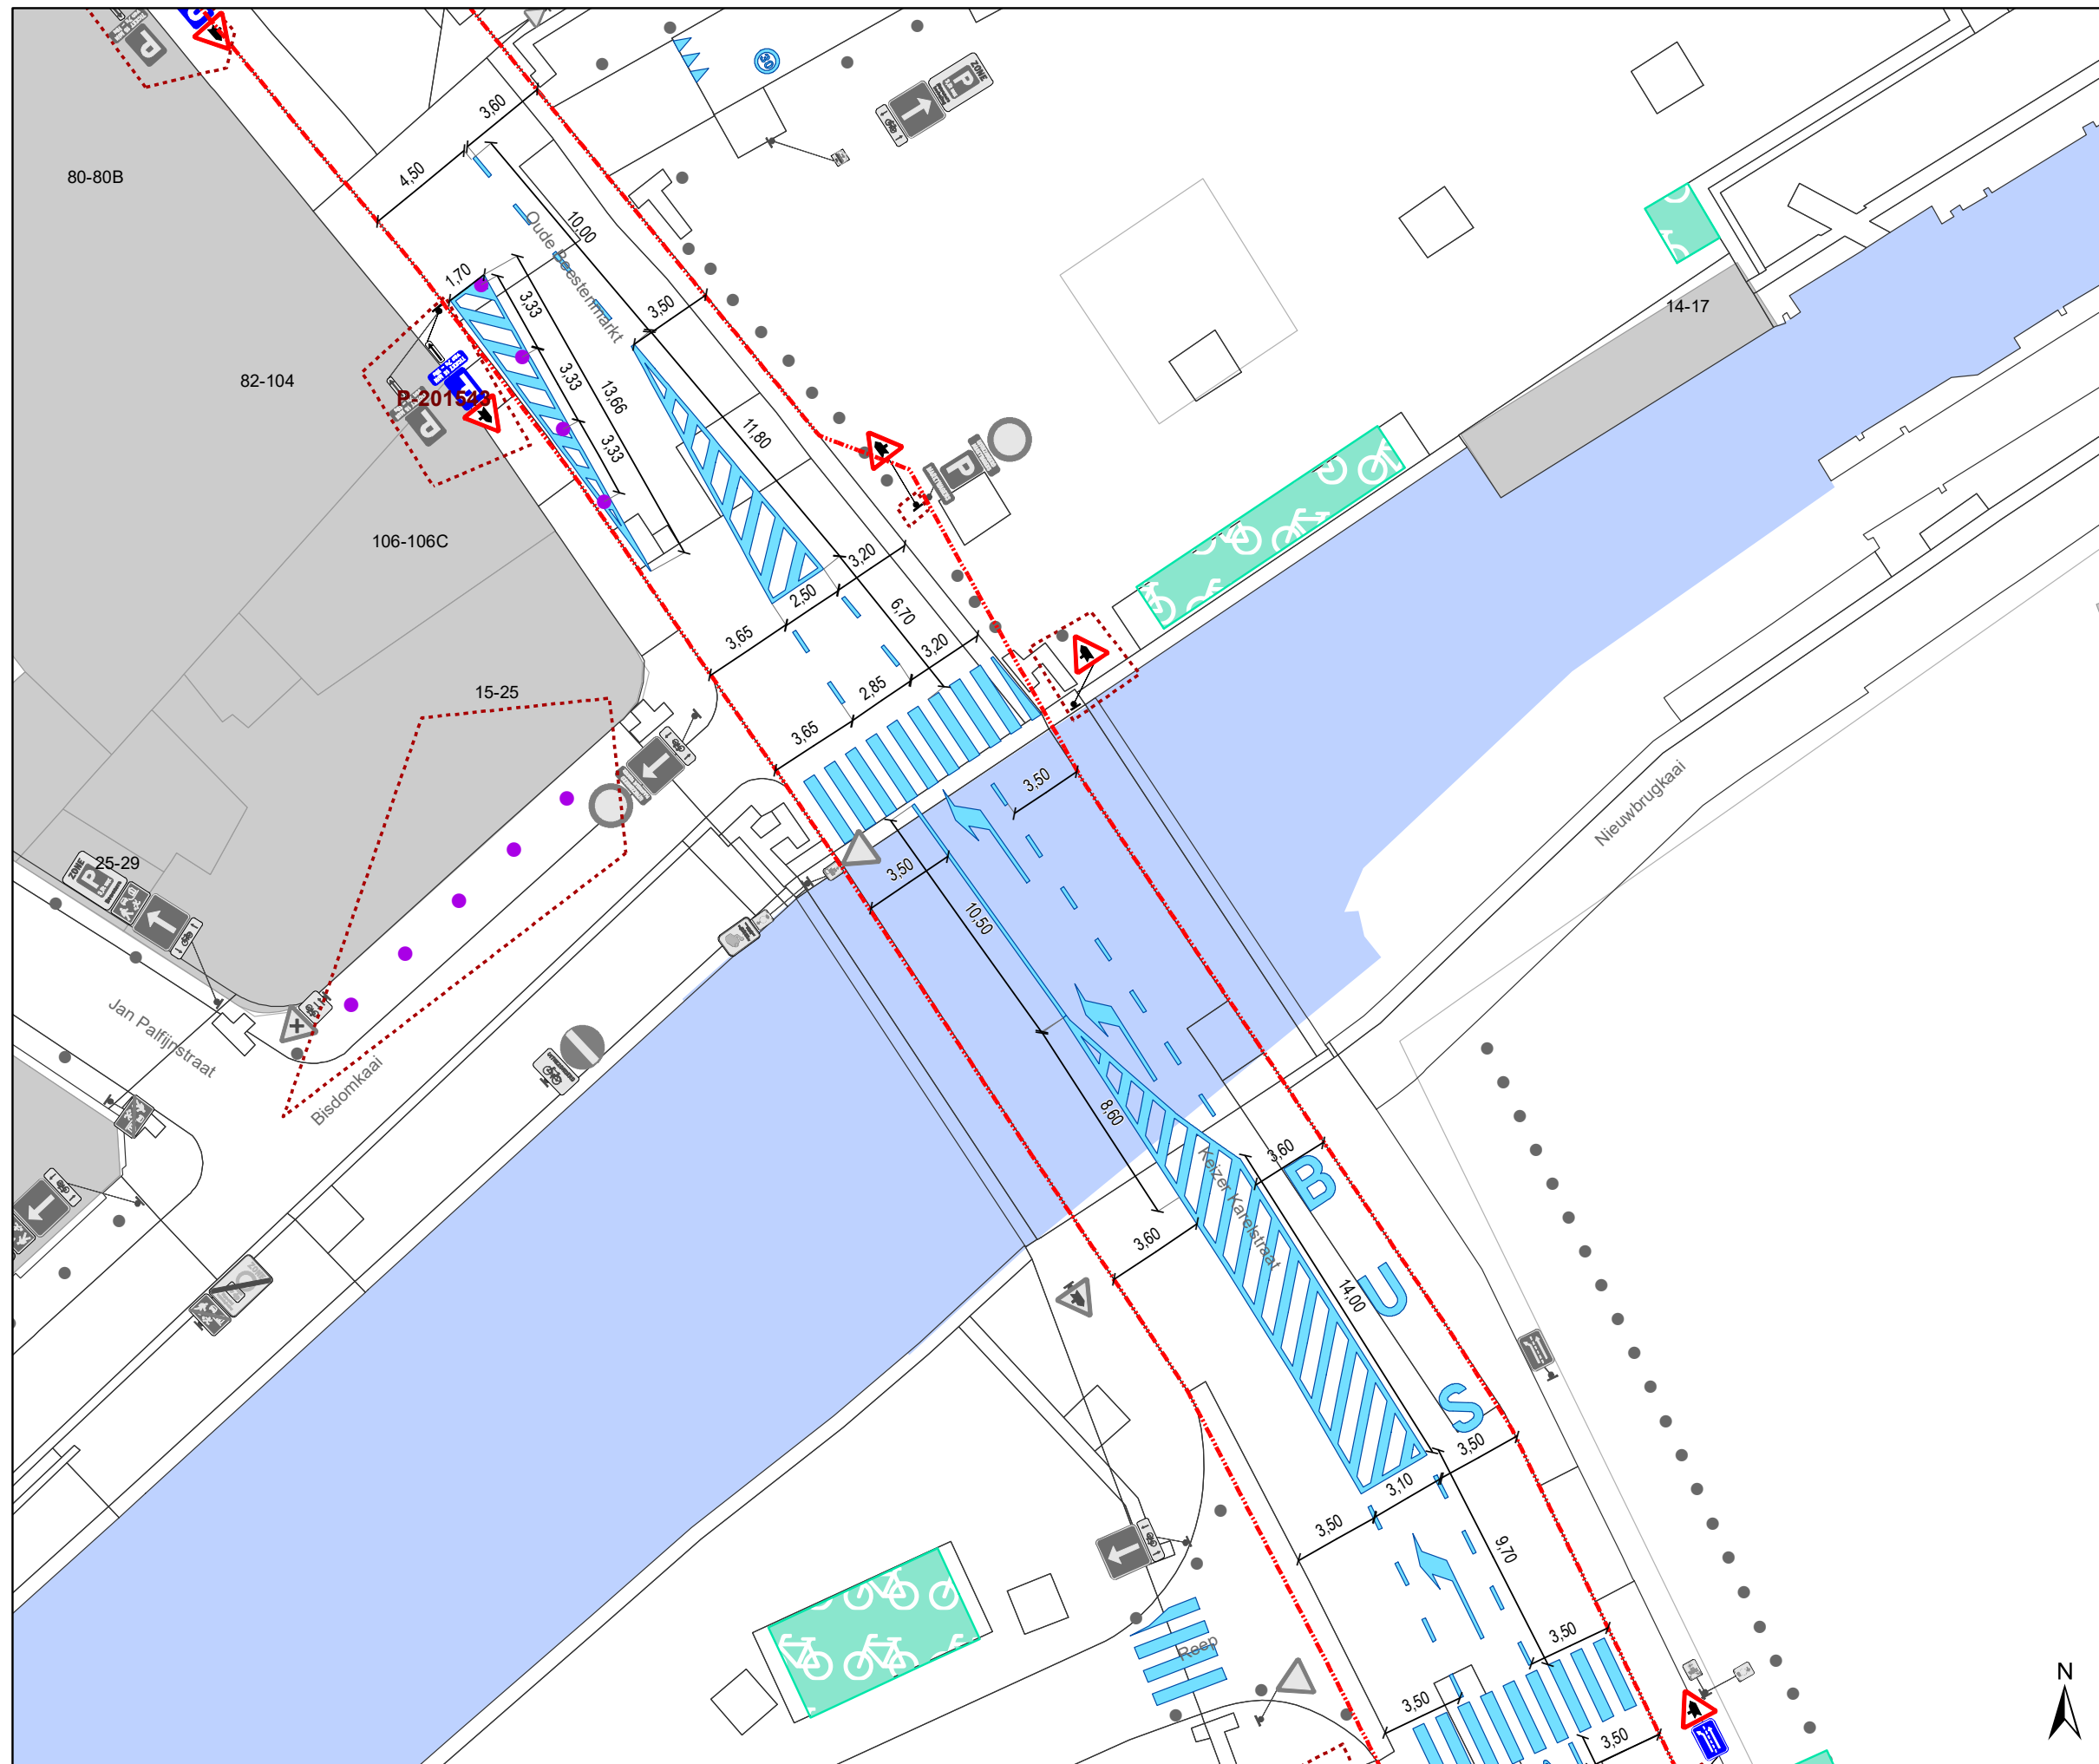 P
ZONE
P
30
3,60
80-80B
4,50
10,00
Oude Beestenmarkt
1,70
3,33
3,50
14-17
82-104
3,33
13,66
P-201543
P
11,80
P
3,33
106-106C
3,20
2,50
6,70
3,65
3,20
15-25
2,85
3,65
3,50
Nieuwbrugkaai
25-29
ZONE
P
3,50
10,50
Jan Palfijnstraat
Bisdomkaai
8,60
3,60
B
Keizer Karelstraat
3,60
14,00
U
S
3,50
3,10
3,50
9,70
Reep
3,50
3,50
3,50
N